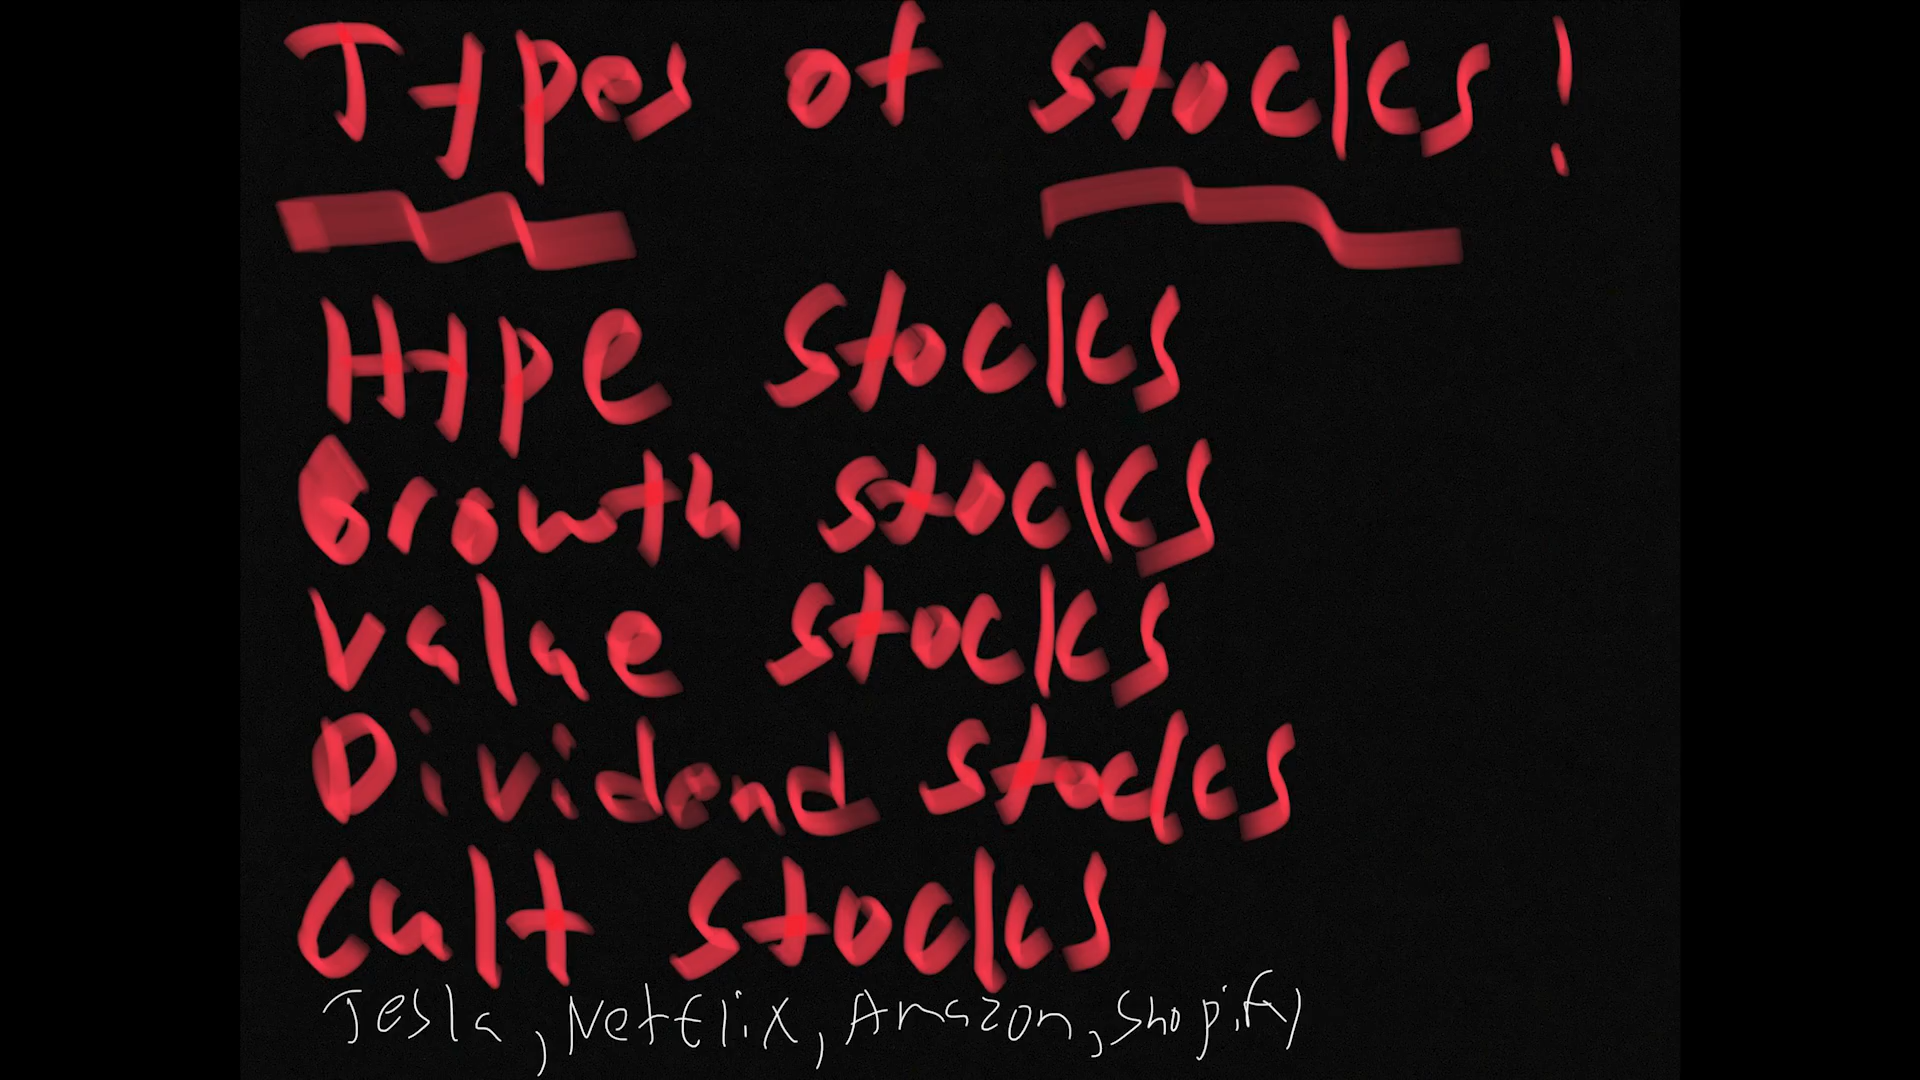 Types of Stocks!
Hype Stocks
Growth Stocks
Value Stocks
Dividend Stocks
Cult Stocks
Tesla, Netflix, Amazon, Shopify